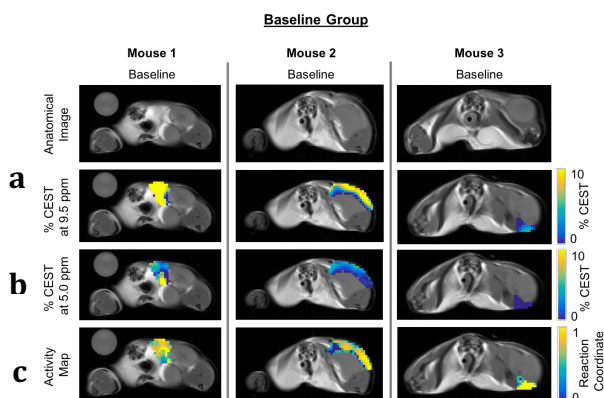 Baseline Group
Mouse 1 Mouse 2 Mouse 3
Baseline Baseline Baseline
Anatomical
Image
a
% CEST
at 9.5 ppm
10
0
% CEST
b
% CEST
at 5.0 ppm
10
0
% CEST
c
Activity
Map
1
0
Reaction
Coordinate